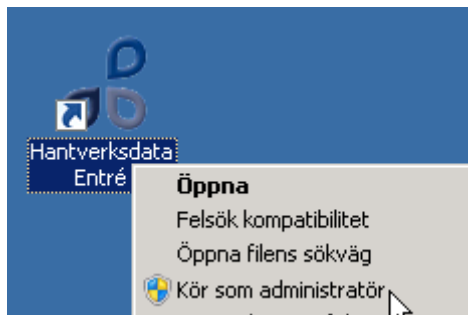 Hantverksdata
Entré
Öppna
Felsök kompatibilitet
Öppna filens sökväg
Kör som administratör